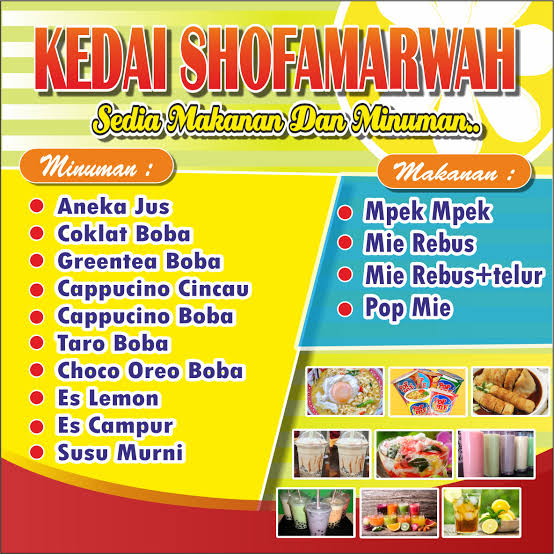 KEDAI SHOFAMARWAH
Sedia Makanan Dan Minuman..
Minuman :
Aneka Jus
Coklat Boba
Greentea Boba
Cappucino Cincau
Cappucino Boba
Taro Boba
Choco Oreo Boba
Es Lemon
Es Campur
Susu Murni
Makanan :
Mpek Mpek
Mie Rebus
Mie Rebus+telur
Pop Mie